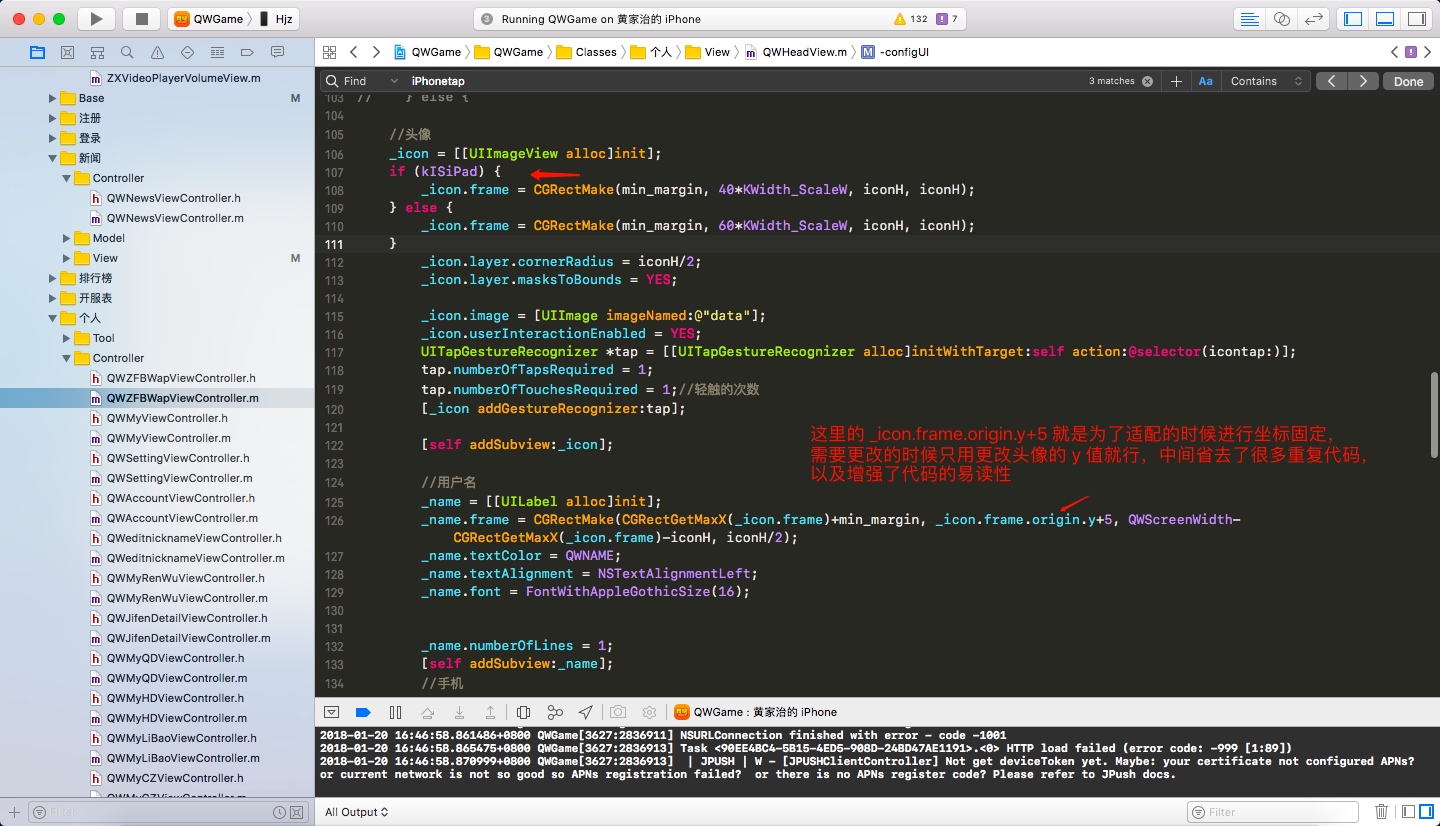 QWGame
Hjz
3
Running QWGame on 黄家治的 iPhone
132
7
QWGame
QWGame
Classes
个人
View
m
QWHeadView.m
M
-configUI
Find
iPhonetap
3 matches
Aa
Contains
Done
m ZXVideoPlayerVolumeView.m
Base M
注册
登录
新闻
Controller
h QWNewsViewController.h
m QWNewsViewController.m
Model
View M
排行榜
开服表
个人
Tool
Controller
h QWZFBWapViewController.h
m QWZFBWapViewController.m
h QWMyViewController.h
m QWMyViewController.m
h QWSettingViewController.h
m QWSettingViewController.m
h QWAccountViewController.h
m QWAccountViewController.m
h QWeditnicknameViewController.h
m QWeditnicknameViewController.m
h QWMyRenWuViewController.h
m QWMyRenWuViewController.m
h QWJifenDetailViewController.h
m QWJifenDetailViewController.m
h QWMyQDViewController.h
m QWMyQDViewController.m
h QWMyHDViewController.h
m QWMyHDViewController.m
h QWMyLiBaoViewController.h
m QWMyLiBaoViewController.m
h QWMyCZViewController.h
m QWMyCZViewController.m
Filter
103 // } else {
104
105 //头像
106 _icon = [[UIImageView alloc]init];
107 if (kISiPad) {
108 _icon.frame = CGRectMake(min_margin, 40*KWidth_ScaleW, iconH, iconH);
109 } else {
110 _icon.frame = CGRectMake(min_margin, 60*KWidth_ScaleW, iconH, iconH);
111 }
112 _icon.layer.cornerRadius = iconH/2;
113 _icon.layer.masksToBounds = YES;
114
115 _icon.image = [UIImage imageNamed:@"data"];
116 _icon.userInteractionEnabled = YES;
117 UITapGestureRecognizer *tap = [[UITapGestureRecognizer alloc]initWithTarget:self action:@selector(icontap:)];
118 tap.numberOfTapsRequired = 1;
119 tap.numberOfTouchesRequired = 1;//轻触的次数
120 [_icon addGestureRecognizer:tap];
121
122 [self addSubview:_icon];
123
124 //用户名
125 _name = [[UILabel alloc]init];
126 _name.frame = CGRectMake(CGRectGetMaxX(_icon.frame)+min_margin, _icon.frame.origin.y+5, QWScreenWidth-
CGRectGetMaxX(_icon.frame)-iconH, iconH/2);
127 _name.textColor = QWNAME;
128 _name.textAlignment = NSTextAlignmentLeft;
129 _name.font = FontWithAppleGothicSize(16);
130
131
132 _name.numberOfLines = 1;
133 [self addSubview:_name];
134 //手机
这里的 _icon.frame.origin.y+5 就是为了适配的时候进行坐标固定,
需要更改的时候只用更改头像的 y 值就行，中间省去了很多重复代码,
以及增强了代码的易读性
QWGame : 黄家治的 iPhone
2018-01-20 16:46:58.861486+0800 QWGame[3627:2836911] NSURLConnection finished with error - code -1001
2018-01-20 16:46:58.865475+0800 QWGame[3627:2836913] Task <90EE4BC4-5B15-4ED5-908D-24BD47AE1191>.<0> HTTP load failed (error code: -999 [1:89])
2018-01-20 16:46:58.870999+0800 QWGame[3627:2836913]  | JPUSH | W - [JPUSHClientController] Not get deviceToken yet. Maybe: your certificate not configured APNs?
or current network is not so good so APNs registration failed?  or there is no APNs register code? Please refer to JPush docs.
All Output
Filter